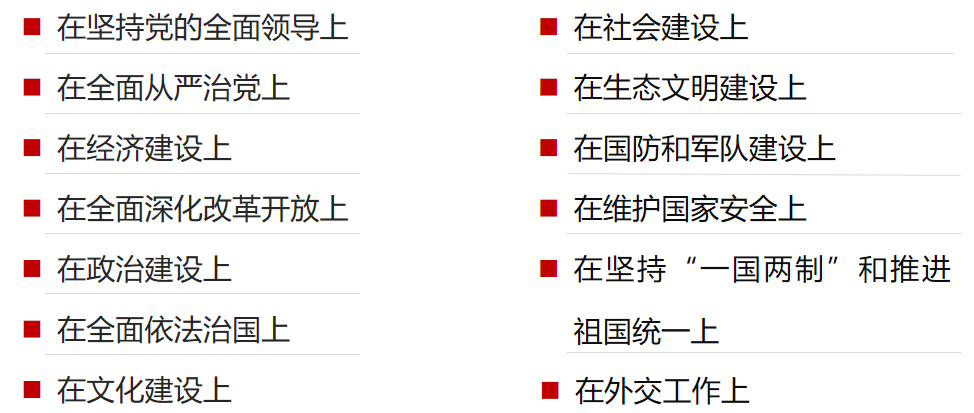 在坚持党的全面领导上
在全面从严治党上
在经济建设上
在全面深化改革开放上
在政治建设上
在全面依法治国上
在文化建设上
在社会建设上
在生态文明建设上
在国防和军队建设上
在维护国家安全上
在坚持“一国两制”和推进
祖国统一上
在外交工作上